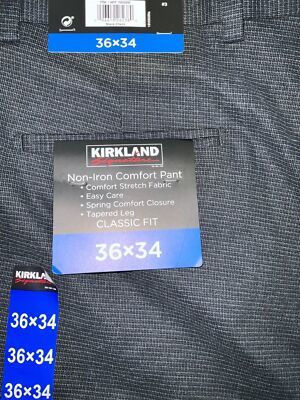 36×34
KIRKLAND
Signature
Non-Iron Comfort Pant
• Comfort Stretch Fabric
• Easy Care
• Spring Comfort Closure
• Tapered Leg
CLASSIC FIT
36×34
KIRKLAND
Signature
36×34
36×34
36×34